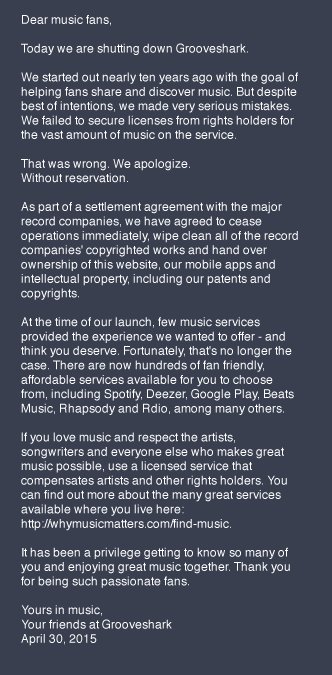 Dear music fans,
Today we are shutting down Grooveshark.
We started out nearly ten years ago with the goal of
helping fans share and discover music. But despite
best of intentions, we made very serious mistakes.
We failed to secure licenses from rights holders for
the vast amount of music on the service.
That was wrong. We apologize.
Without reservation.
As part of a settlement agreement with the major
record companies, we have agreed to cease
operations immediately, wipe clean all of the record
companies' copyrighted works and hand over
ownership of this website, our mobile apps and
intellectual property, including our patents and
copyrights.
At the time of our launch, few music services
provided the experience we wanted to offer - and
think you deserve. Fortunately, that's no longer the
case. There are now hundreds of fan friendly,
affordable services available for you to choose
from, including Spotify, Deezer, Google Play, Beats
Music, Rhapsody and Rdio, among many others.
If you love music and respect the artists,
songwriters and everyone else who makes great
music possible, use a licensed service that
compensates artists and other rights holders. You
can find out more about the many great services
available where you live here:
http://whymusicmatters.com/find-music.
It has been a privilege getting to know so many of
you and enjoying great music together. Thank you
for being such passionate fans.
Yours in music,
Your friends at Grooveshark
April 30, 2015